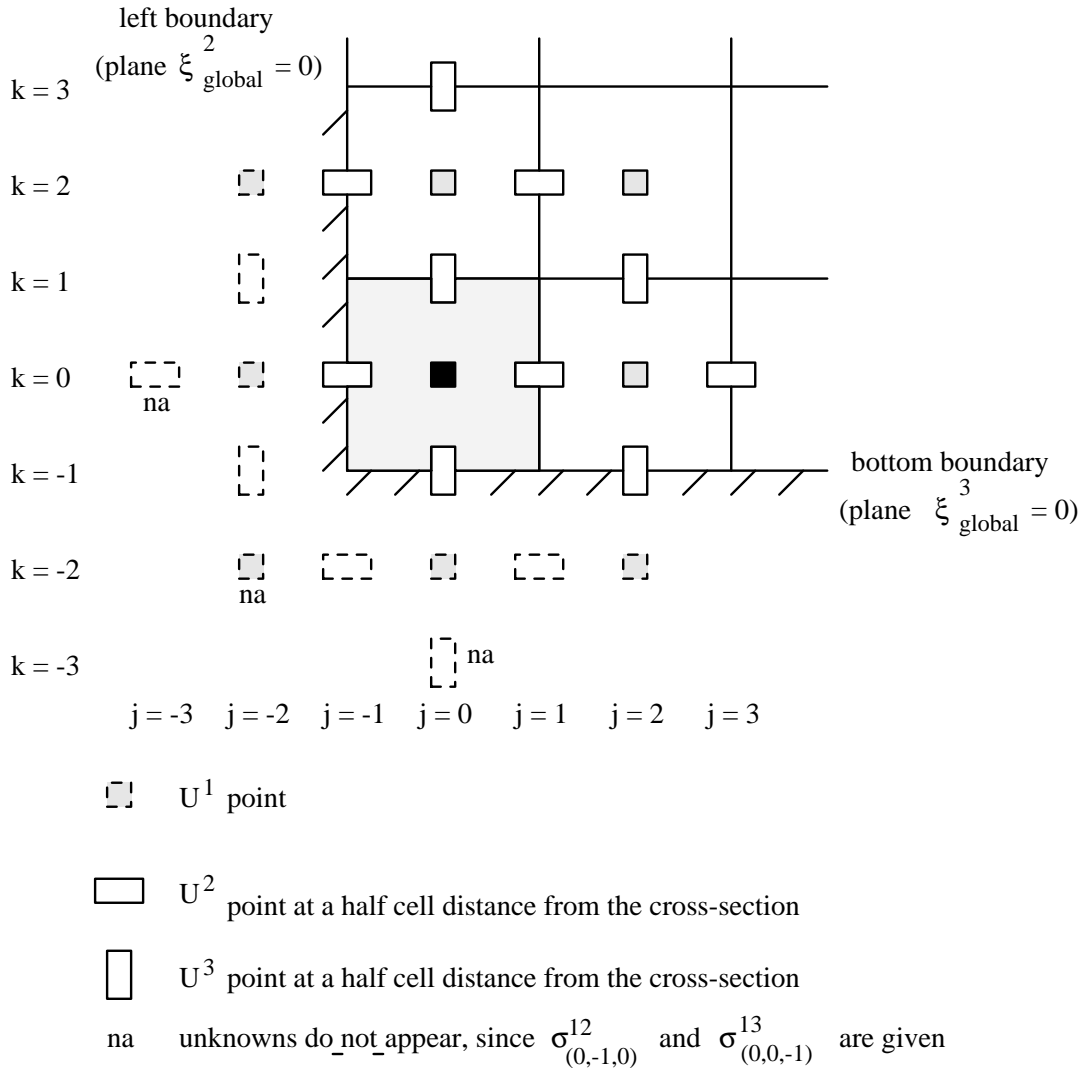 left boundary
(plane ξ²global = 0)
k = 3
k = 2
k = 1
k = 0
na
k = -1
bottom boundary
(plane ξ³global = 0)
k = -2
na
k = -3
na
j = -3 j = -2 j = -1 j = 0 j = 1 j = 2 j = 3
U¹ point
U² point at a half cell distance from the cross-section
U³ point at a half cell distance from the cross-section
na unknowns do_not_appear, since σ¹²(0,-1,0) and σ¹³(0,0,-1) are given